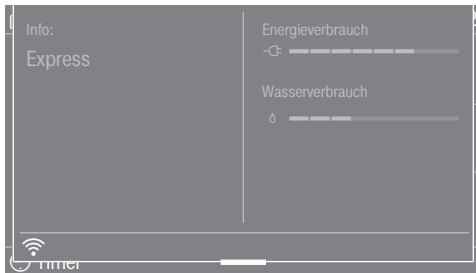 Info:
Express
Energieverbrauch
Wasserverbrauch
Timer